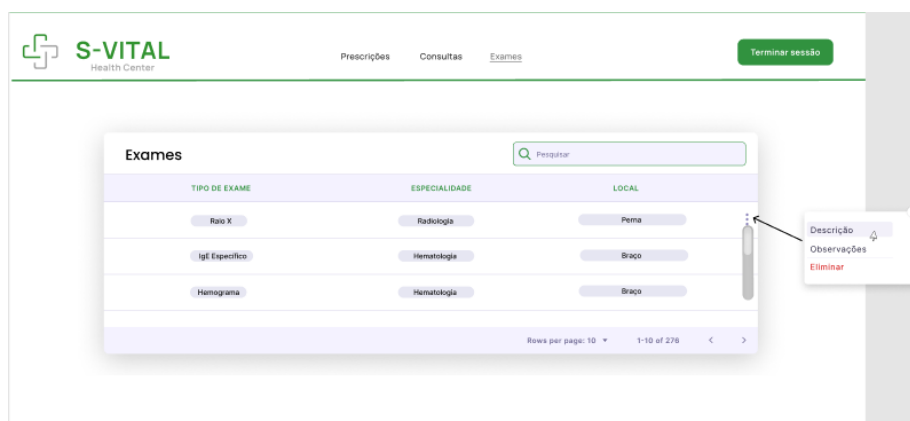 S-VITAL
Health Center
Prescrições Consultas Exames
Terminar sessão
Exames
Pesquisar
TIPO DE EXAME ESPECIALIDADE LOCAL
Raio X Radiologia Perna
IgE Específico Hematologia Braço
Hemograma Hematologia Braço
Rows per page: 10 1-10 of 276
Descrição
Observações
Eliminar